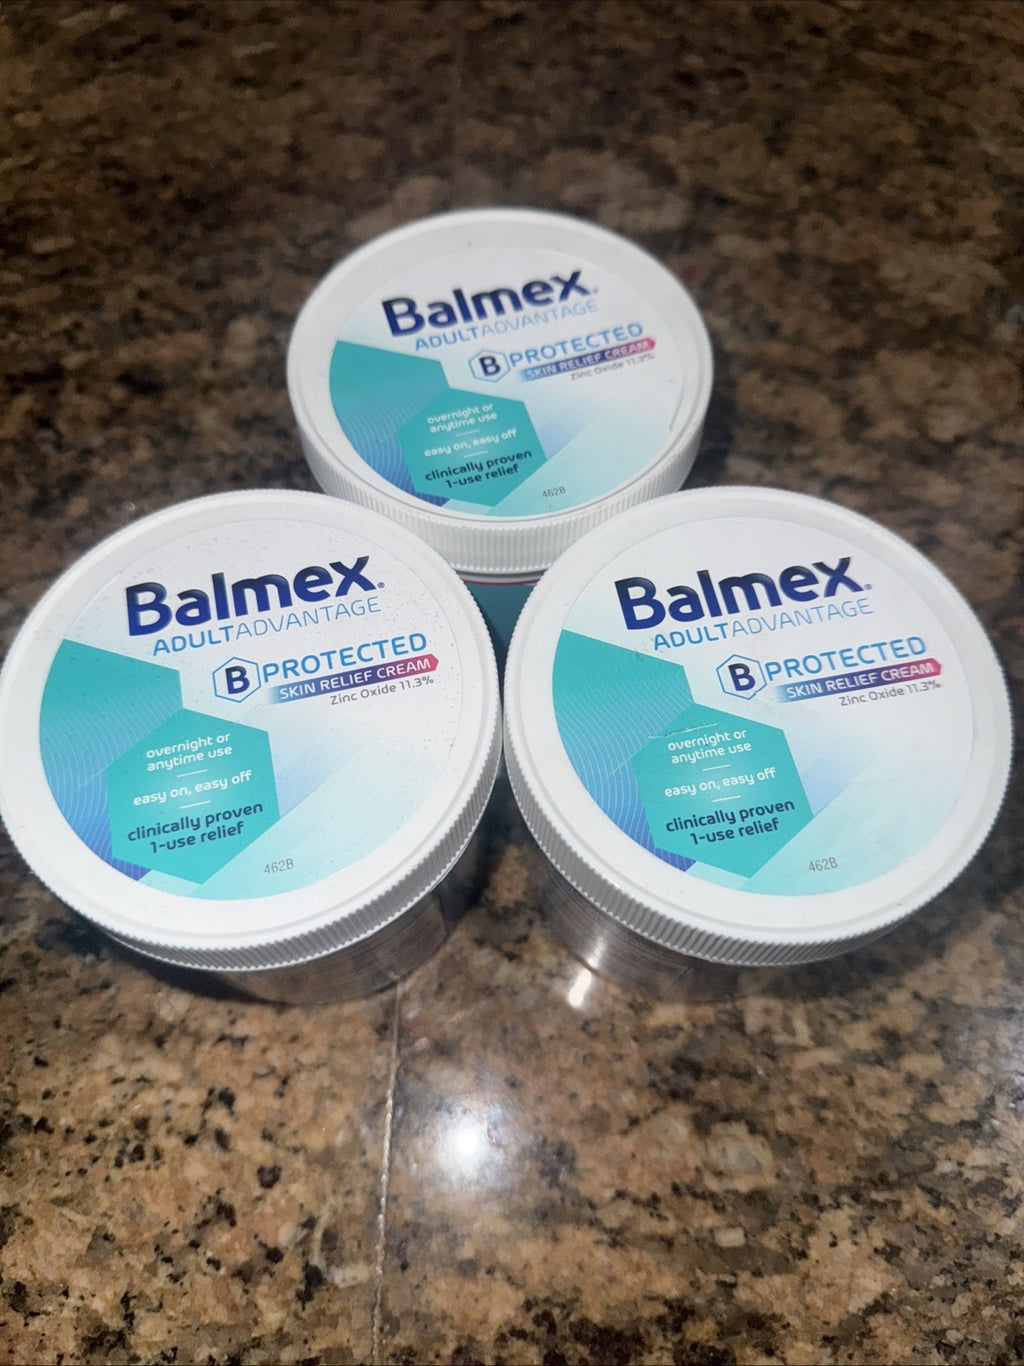 Balmex®
ADULTADVANTAGE
B PROTECTED
SKIN RELIEF CREAM
Zinc Oxide 11.3%
overnight or
anytime use
easy on, easy off
clinically proven
1-use relief
462B
Balmex®
ADULTADVANTAGE
B PROTECTED
SKIN RELIEF CREAM
Zinc Oxide 11.3%
overnight or
anytime use
easy on, easy off
clinically proven
1-use relief
462B
Balmex®
ADULTADVANTAGE
B PROTECTED
SKIN RELIEF CREAM
Zinc Oxide 11.3%
overnight or
anytime use
easy on, easy off
clinically proven
1-use relief
462B